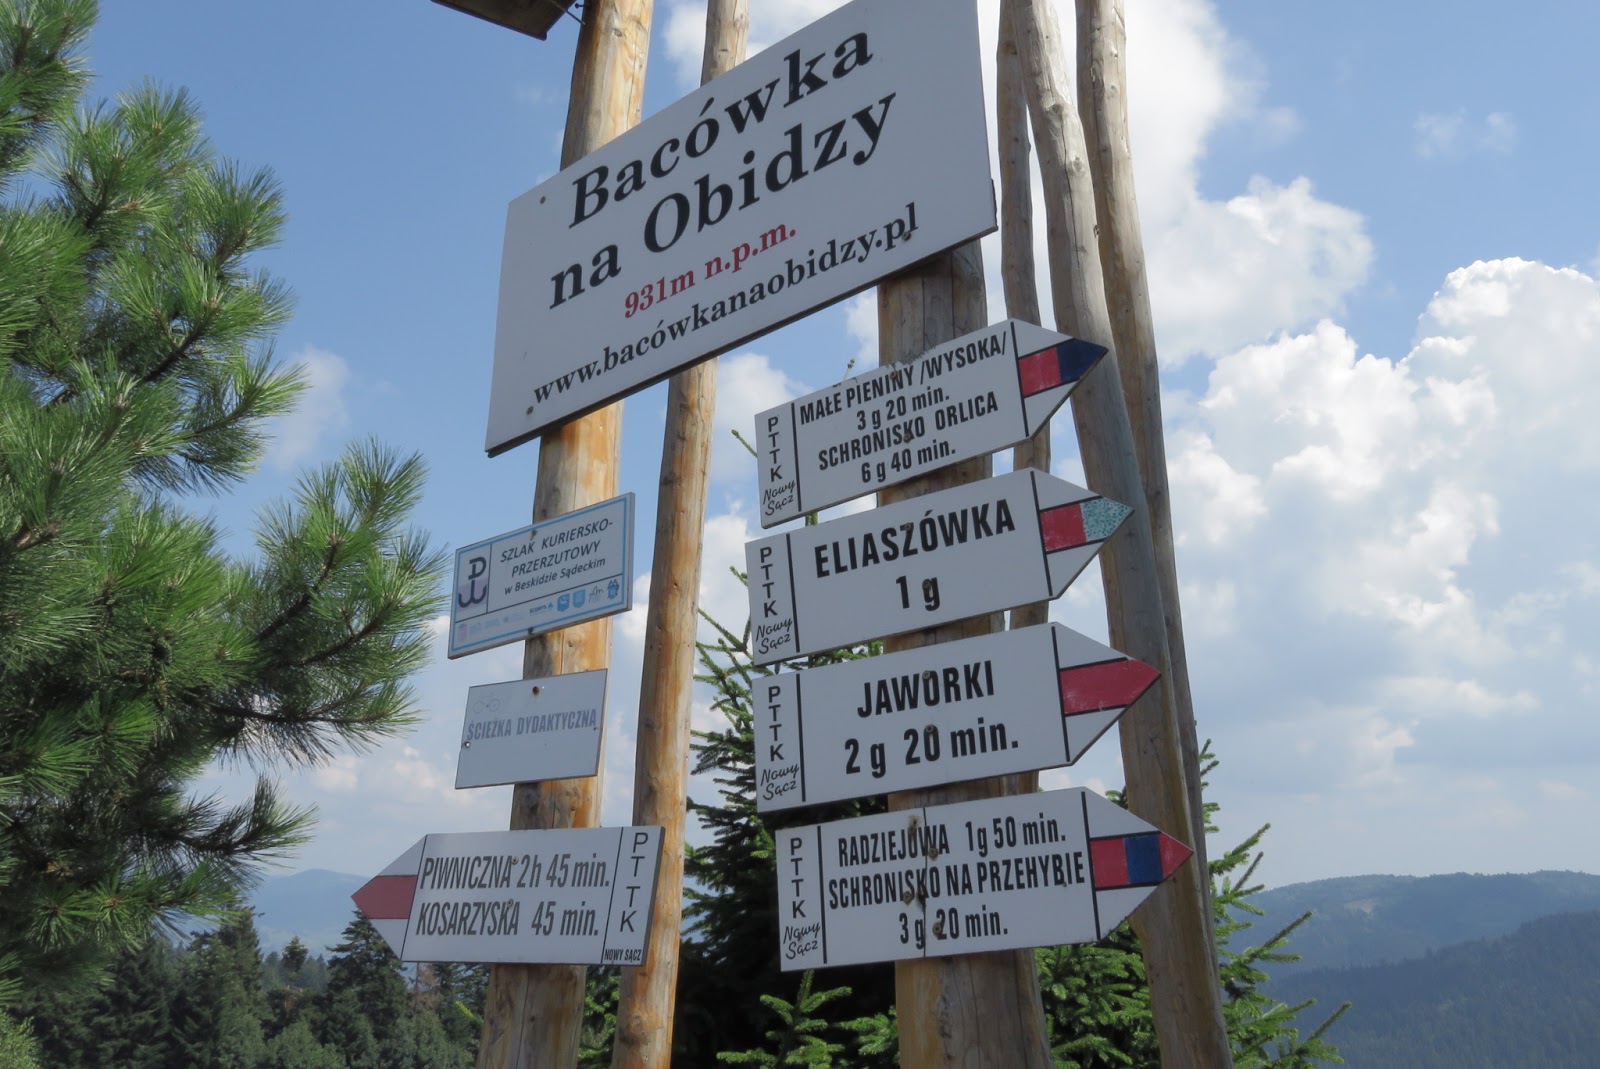 Bacówka
na Obidzy
931m n.p.m.
www.bacówkanaobidzy.pl
SZLAK KURIERSKO-
PRZERZUTOWY
w Beskidzie Sądeckim
ŚCIEŻKA DYDAKTYCZNA
PIWNICZNA 2h 45 min.
KOSARZYSKA 45 min.
PTTK
NOWY SĄCZ
PTTK
Nowy
Sącz
MAŁE PIENINY /WYSOKA/
3 g 20 min.
SCHRONISKO ORLICA
6 g 40 min.
PTTK
Nowy
Sącz
ELIASZÓWKA
1 g
PTTK
Nowy
Sącz
JAWORKI
2 g 20 min.
PTTK
Nowy
Sącz
RADZIEJOWA 1g 50 min.
SCHRONISKO NA PRZEHYBIE
3 g 20 min.